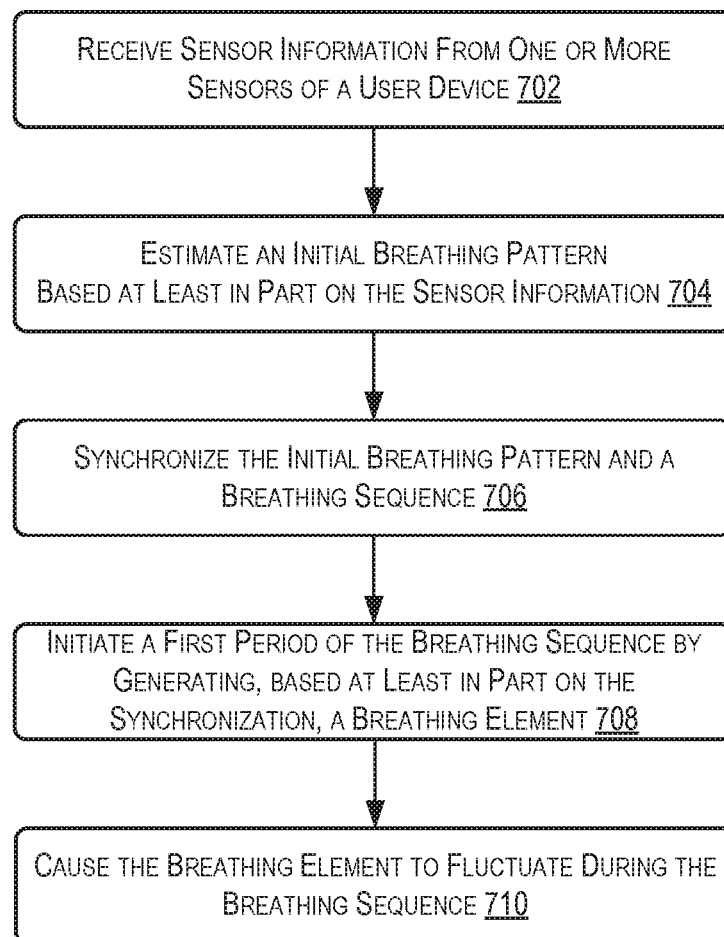 RECEIVE SENSOR INFORMATION FROM ONE OR MORE
SENSORS OF A USER DEVICE 702
ESTIMATE AN INITIAL BREATHING PATTERN
BASED AT LEAST IN PART ON THE SENSOR INFORMATION 704
SYNCHRONIZE THE INITIAL BREATHING PATTERN AND A
BREATHING SEQUENCE 706
INITIATE A FIRST PERIOD OF THE BREATHING SEQUENCE BY
GENERATING, BASED AT LEAST IN PART ON THE
SYNCHRONIZATION, A BREATHING ELEMENT 708
CAUSE THE BREATHING ELEMENT TO FLUCTUATE DURING THE
BREATHING SEQUENCE 710